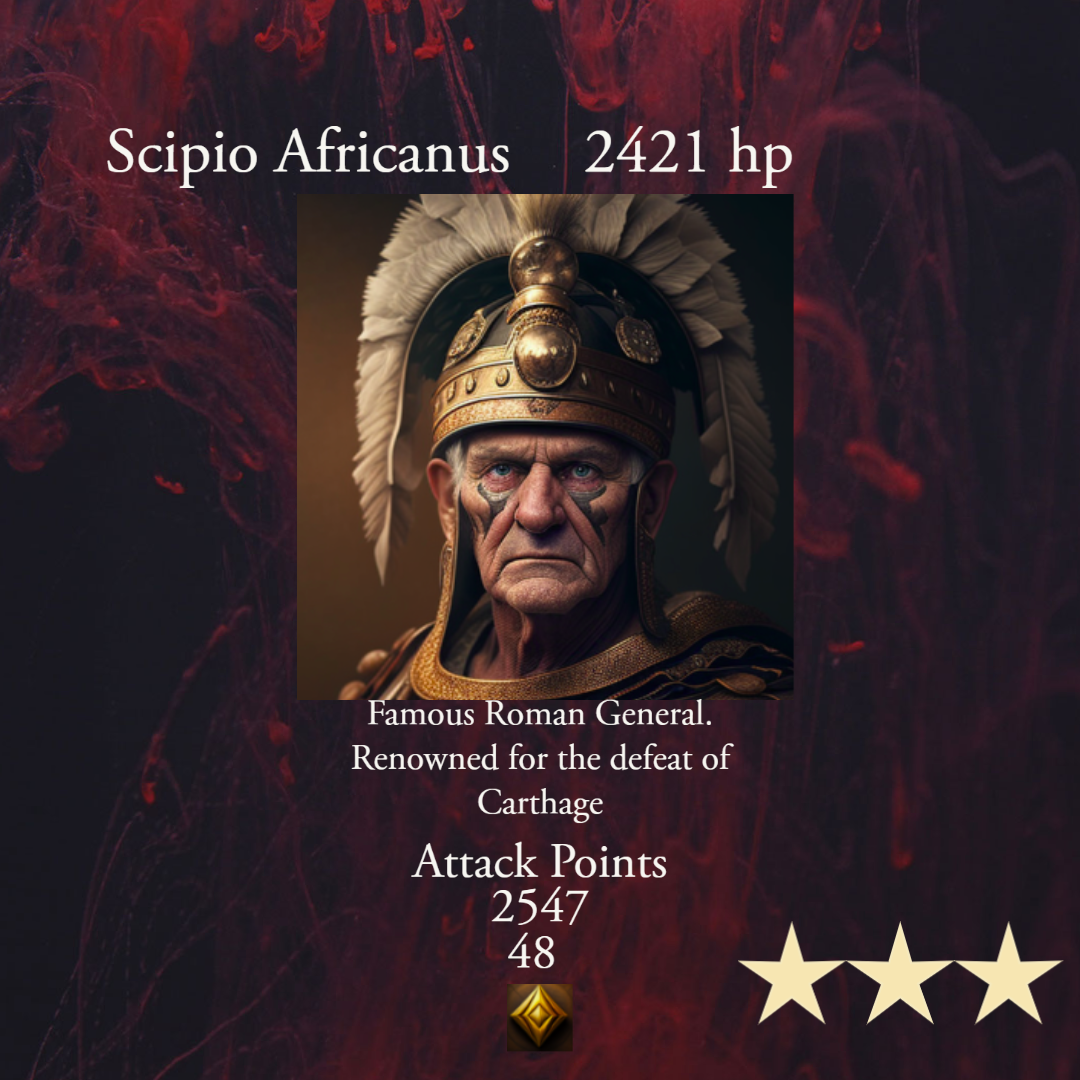 Scipio Africanus 2421 hp
Famous Roman General.
Renowned for the defeat of
Carthage
Attack Points
2547
48